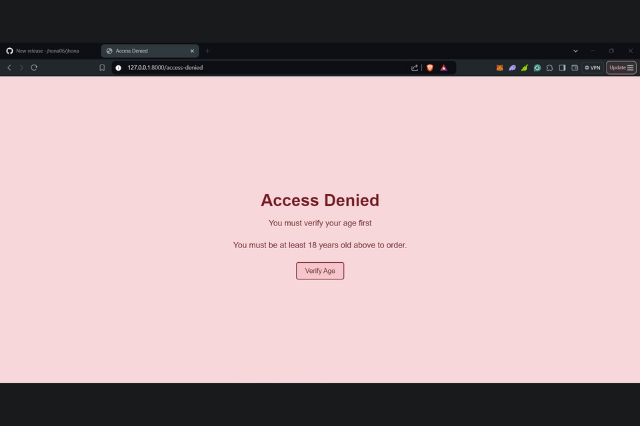 New release · jhona06/jhona
Access Denied
127.0.0.1:8000/access-denied
VPN
Update
Access Denied
You must verify your age first
You must be at least 18 years old above to order.
Verify Age